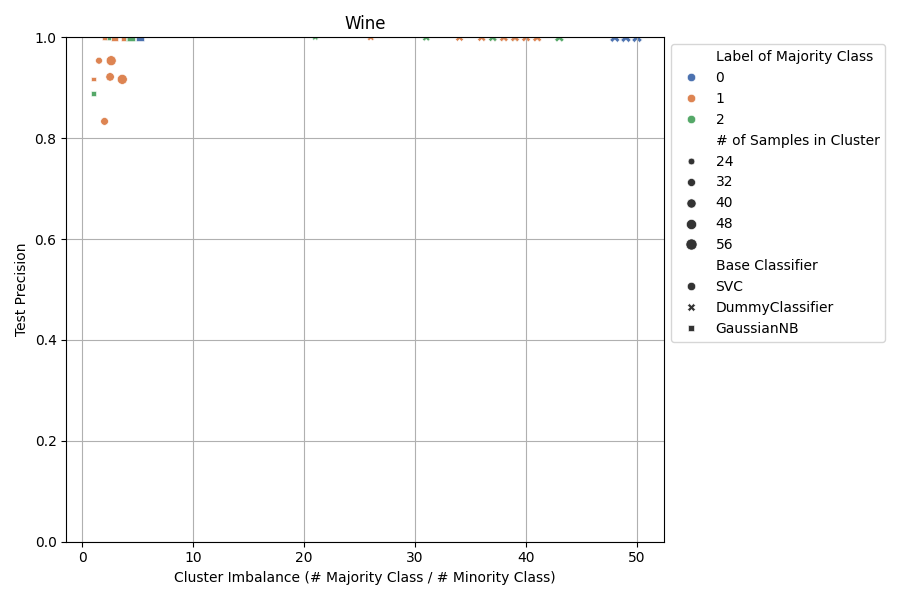 Wine
1.0
0.8
0.6
0.4
0.2
0.0
Test Precision
0
10
20
30
40
50
Cluster Imbalance (# Majority Class / # Minority Class)
Label of Majority Class
0
1
2
# of Samples in Cluster
24
32
40
48
56
Base Classifier
SVC
DummyClassifier
GaussianNB